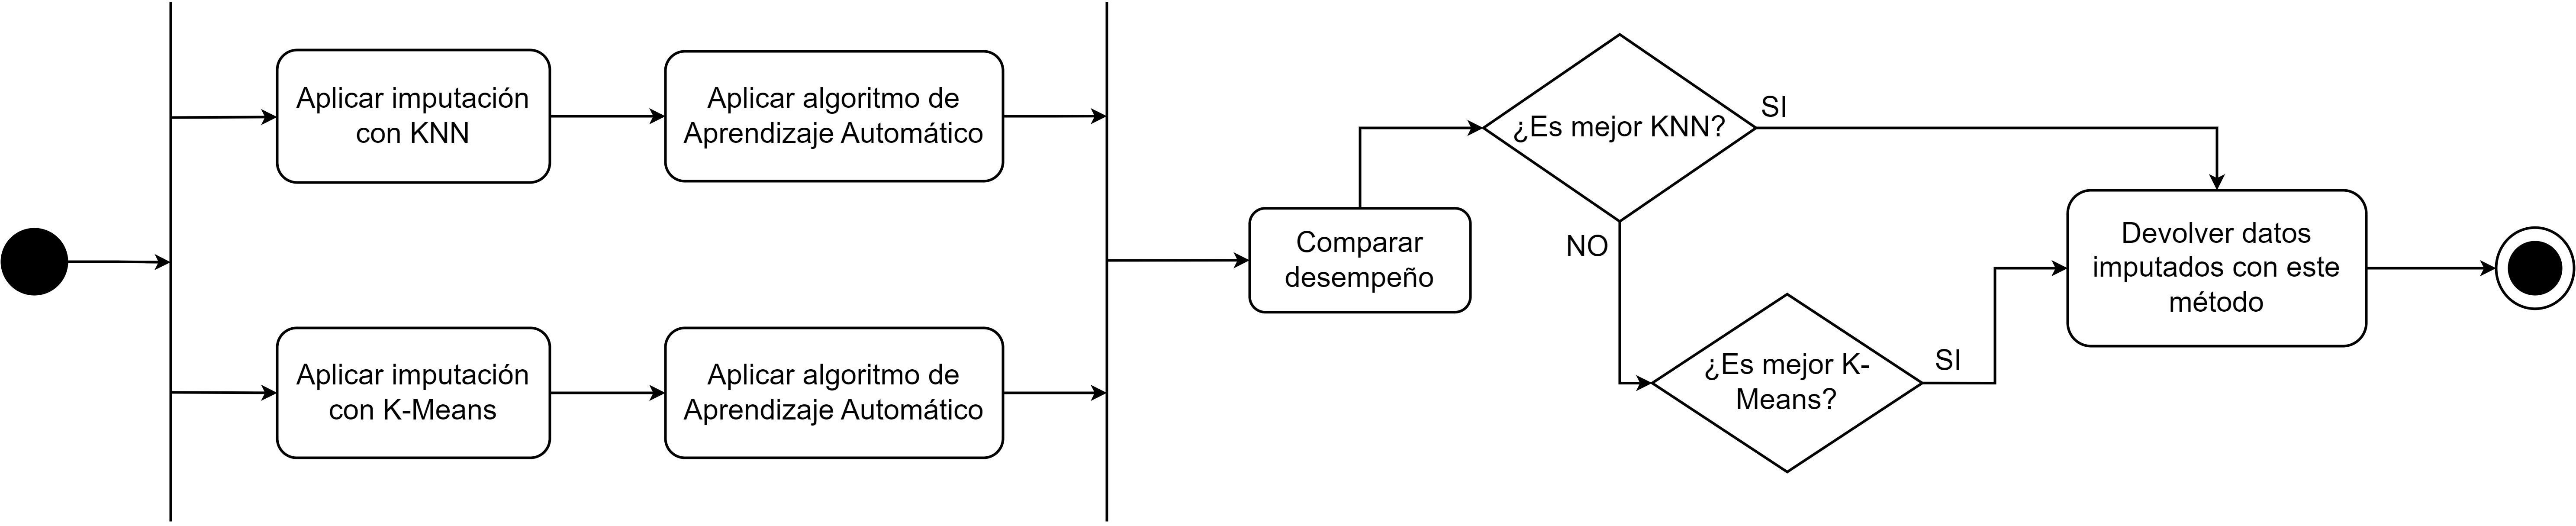 Aplicar imputación
con KNN
Aplicar algoritmo de
Aprendizaje Automático
Aplicar imputación
con K-Means
Aplicar algoritmo de
Aprendizaje Automático
Comparar
desempeño
¿Es mejor KNN?
SI
NO
¿Es mejor K-
Means?
SI
Devolver datos
imputados con este
método